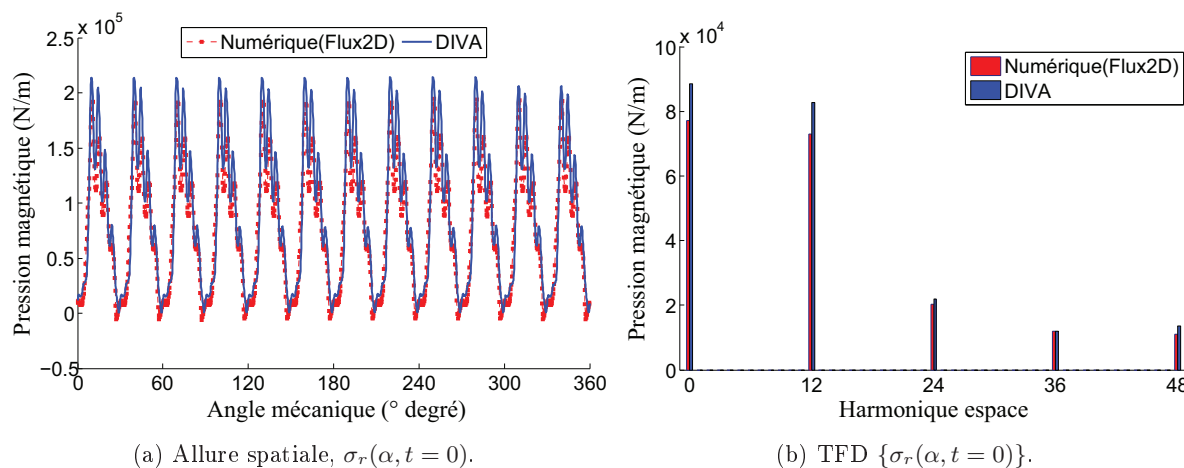 x 10^5
2.5
Numérique(Flux2D) DIVA
2
1.5
1
0.5
0
−0.5
Pression magnétique (N/m)
0 60 120 180 240 300 360
Angle mécanique (° degré)
(a) Allure spatiale, σ_r(α, t = 0).
x 10^4
10
8
6
4
2
0
Pression magnétique (N/m)
Numérique(Flux2D)
DIVA
0 12 24 36 48
Harmonique espace
(b) TFD {σ_r(α, t = 0)}.